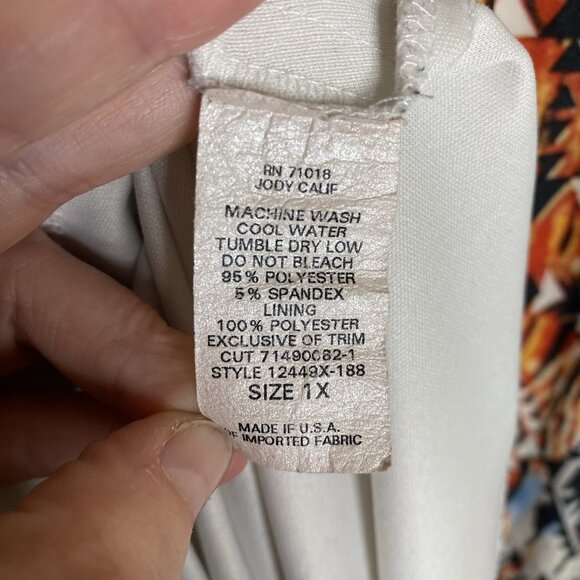 RN 71018
JODY CALIF
MACHINE WASH
COOL WATER
TUMBLE DRY LOW
DO NOT BLEACH
95% POLYESTER
5% SPANDEX
LINING
100% POLYESTER
EXCLUSIVE OF TRIM
CUT 71490082-1
STYLE 12449X-188
SIZE 1X
MADE IF U.S.A.
OF IMPORTED FABRIC